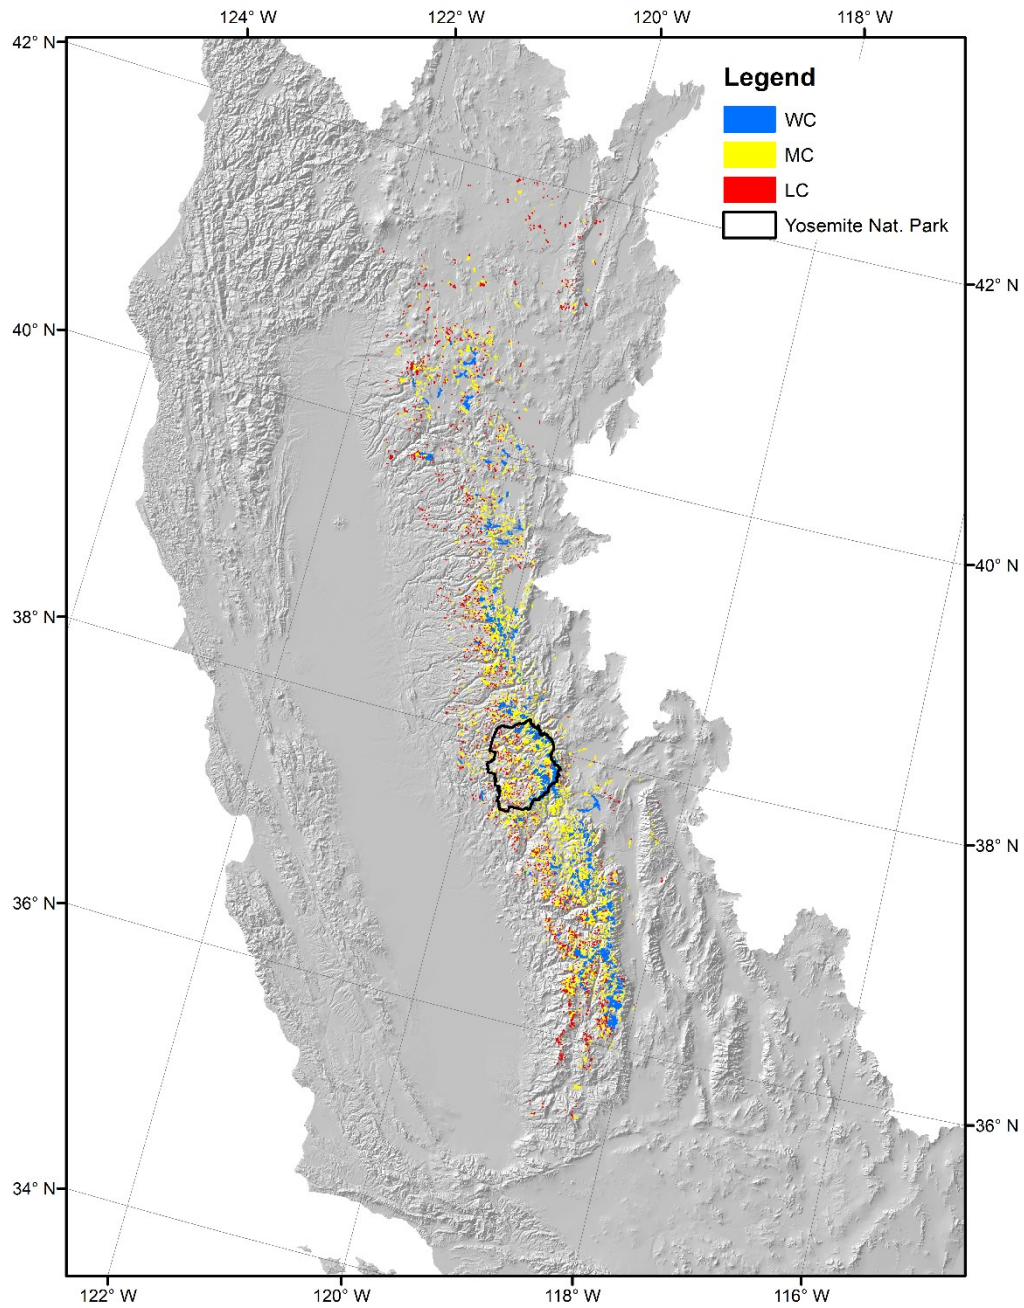 124° W
122° W
120° W
118° W
42° N
Legend
WC
MC
LC
Yosemite Nat. Park
42° N
40° N
40° N
38° N
38° N
36° N
36° N
34° N
122° W
120° W
118° W
116° W